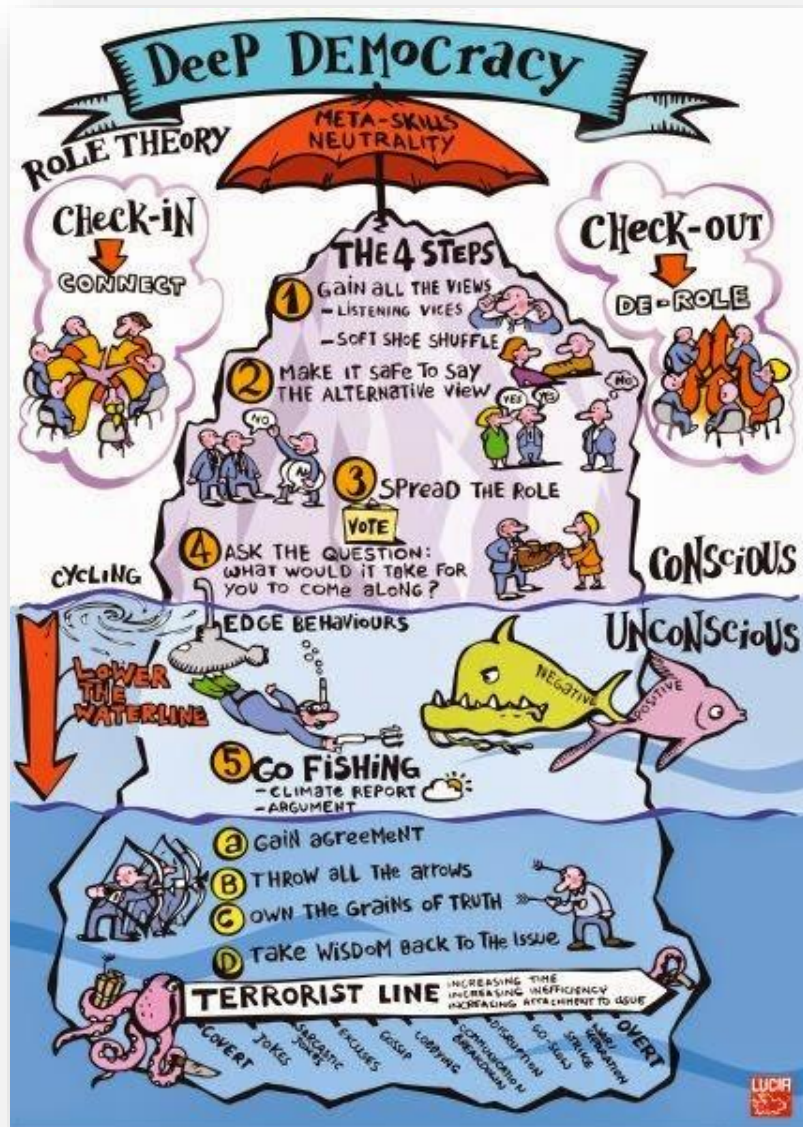 DeeP DEMOcracy
ROLE THEORY
META-SKILLS
NEUTRALITY
CHeck-iN
CONNECT
CHeck-OUT
DE-ROLE
THE 4 STEPS
1 GaiN aLL THE ViEWS
- LiSTENiNG ViCES
- SOFT SHOE SHUFFLE
2 MAKE iT SaFe TO SaY
THE ALTERNATiVE ViEW
YES
YES
NO
NO
N
3 SPREAD THE ROLE
VOTE
4 ASK THE QUESTiON:
WHAT WOULD iT TaKe FOR
YOU TO COME ALONG?
CYCLiNG
CONScioUS
UNCONScioUS
EDGE BEHAViOURS
LOWER
THE
WATERLiNE
NEGATiVE
POSiTiVE
5 GO FiSHiNG
- CLiMATE REPORT
- ARGUMENT
a GaiN aGReeMeNT
B THROW aLL THe aRROWS
C OWN THe GRaiNS OF TRUTH
D TaKe WiSDOM BaCK TO THe iSSUe
TERRORiST LiNE
iNCREASiNG TiME
iNCREASiNG iNEFFiCiENCY
iNCREASiNG ATTACHMENT TO iSSUE
COVERT
JOKES
SARCASTiC
JOKES
EXCUSES
GOSSiP
LOBBYiNG
COMMUNiCATiON
BREAKDOWN
DiSRUPTiON
GO-SLOW
STRiKE
WAR/
OVERT
LUCiA